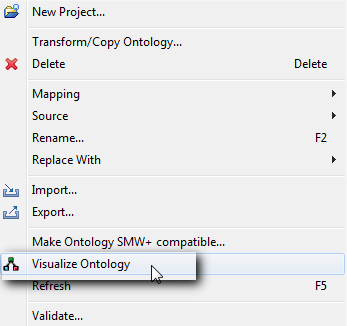 New Project...
Transform/Copy Ontology...
Delete Delete
Mapping
Source
Rename... F2
Replace With
Import...
Export...
Make Ontology SMW+ compatible...
Visualize Ontology
Refresh F5
Validate...